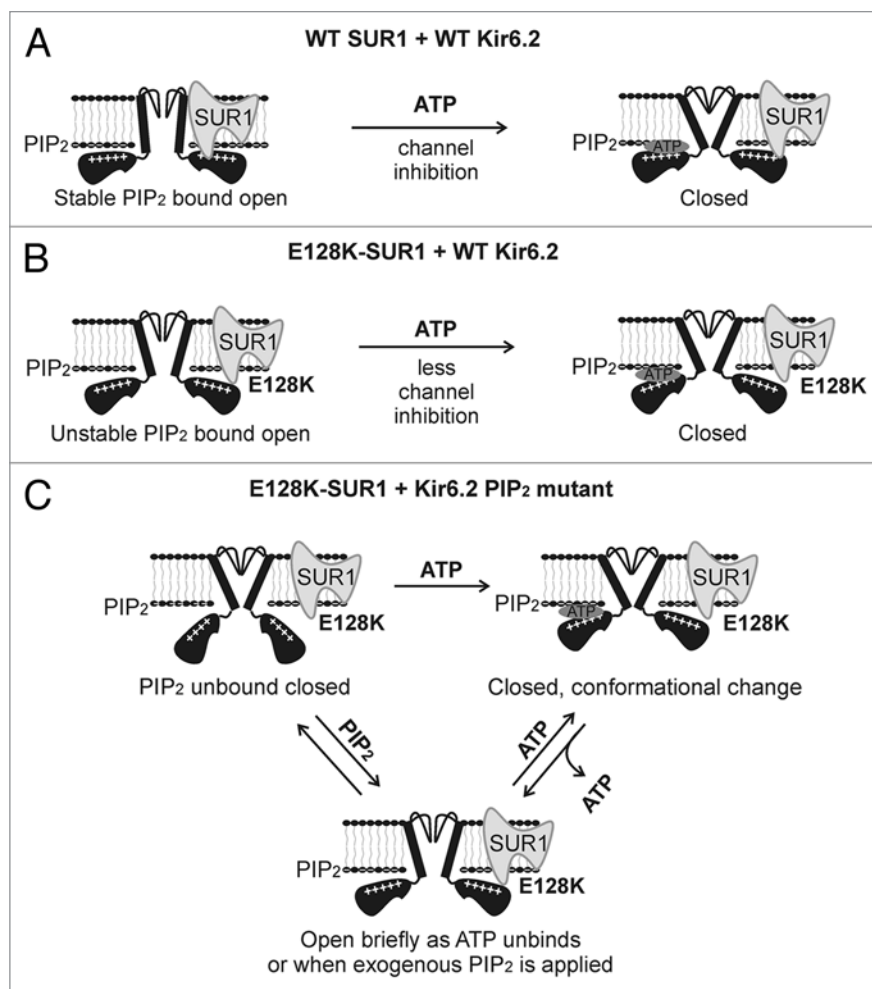 A
WT SUR1 + WT Kir6.2
PIP₂
SUR1
+++++
+++++
Stable PIP₂ bound open
ATP
channel
inhibition
PIP₂
ATP
SUR1
+++++
+++++
Closed
B
E128K-SUR1 + WT Kir6.2
PIP₂
SUR1
E128K
+++++
+++++
Unstable PIP₂ bound open
ATP
less
channel
inhibition
PIP₂
ATP
SUR1
E128K
+++++
+++++
Closed
C
E128K-SUR1 + Kir6.2 PIP₂ mutant
PIP₂
SUR1
E128K
++++
++++
PIP₂ unbound closed
ATP
PIP₂
ATP
SUR1
E128K
+++++
+++++
Closed, conformational change
PIP₂
ATP
ATP
PIP₂
SUR1
E128K
+++++
+++++
Open briefly as ATP unbinds
or when exogenous PIP₂ is applied